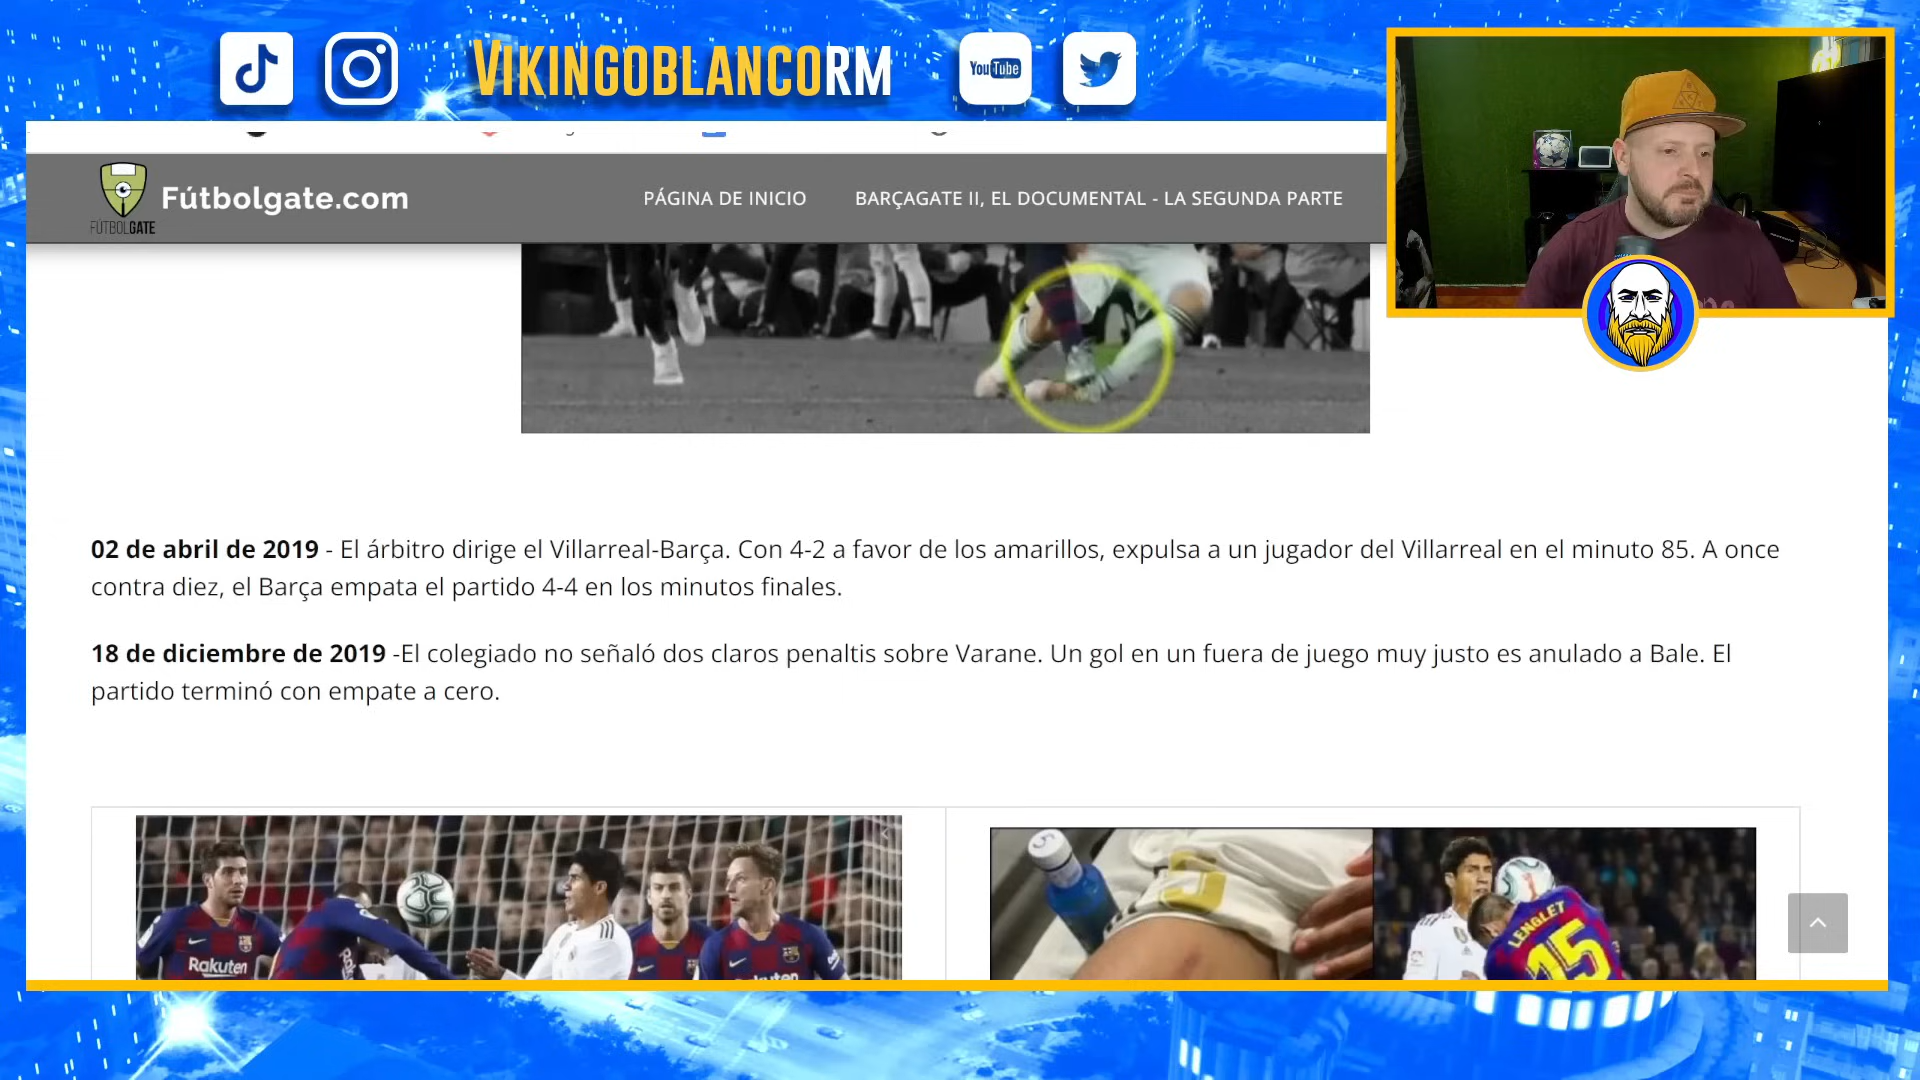 VIKINGOBLANCORM
You Tube
Fútbolgate.com
FÚTBOLGATE
PÁGINA DE INICIO
BARÇAGATE II, EL DOCUMENTAL - LA SEGUNDA PARTE
02 de abril de 2019 - El árbitro dirige el Villarreal-Barça. Con 4-2 a favor de los amarillos, expulsa a un jugador del Villarreal en el minuto 85. A once
contra diez, el Barça empata el partido 4-4 en los minutos finales.
18 de diciembre de 2019 -El colegiado no señaló dos claros penaltis sobre Varane. Un gol en un fuera de juego muy justo es anulado a Bale. El
partido terminó con empate a cero.
Rakuten
5
LENGLET
15